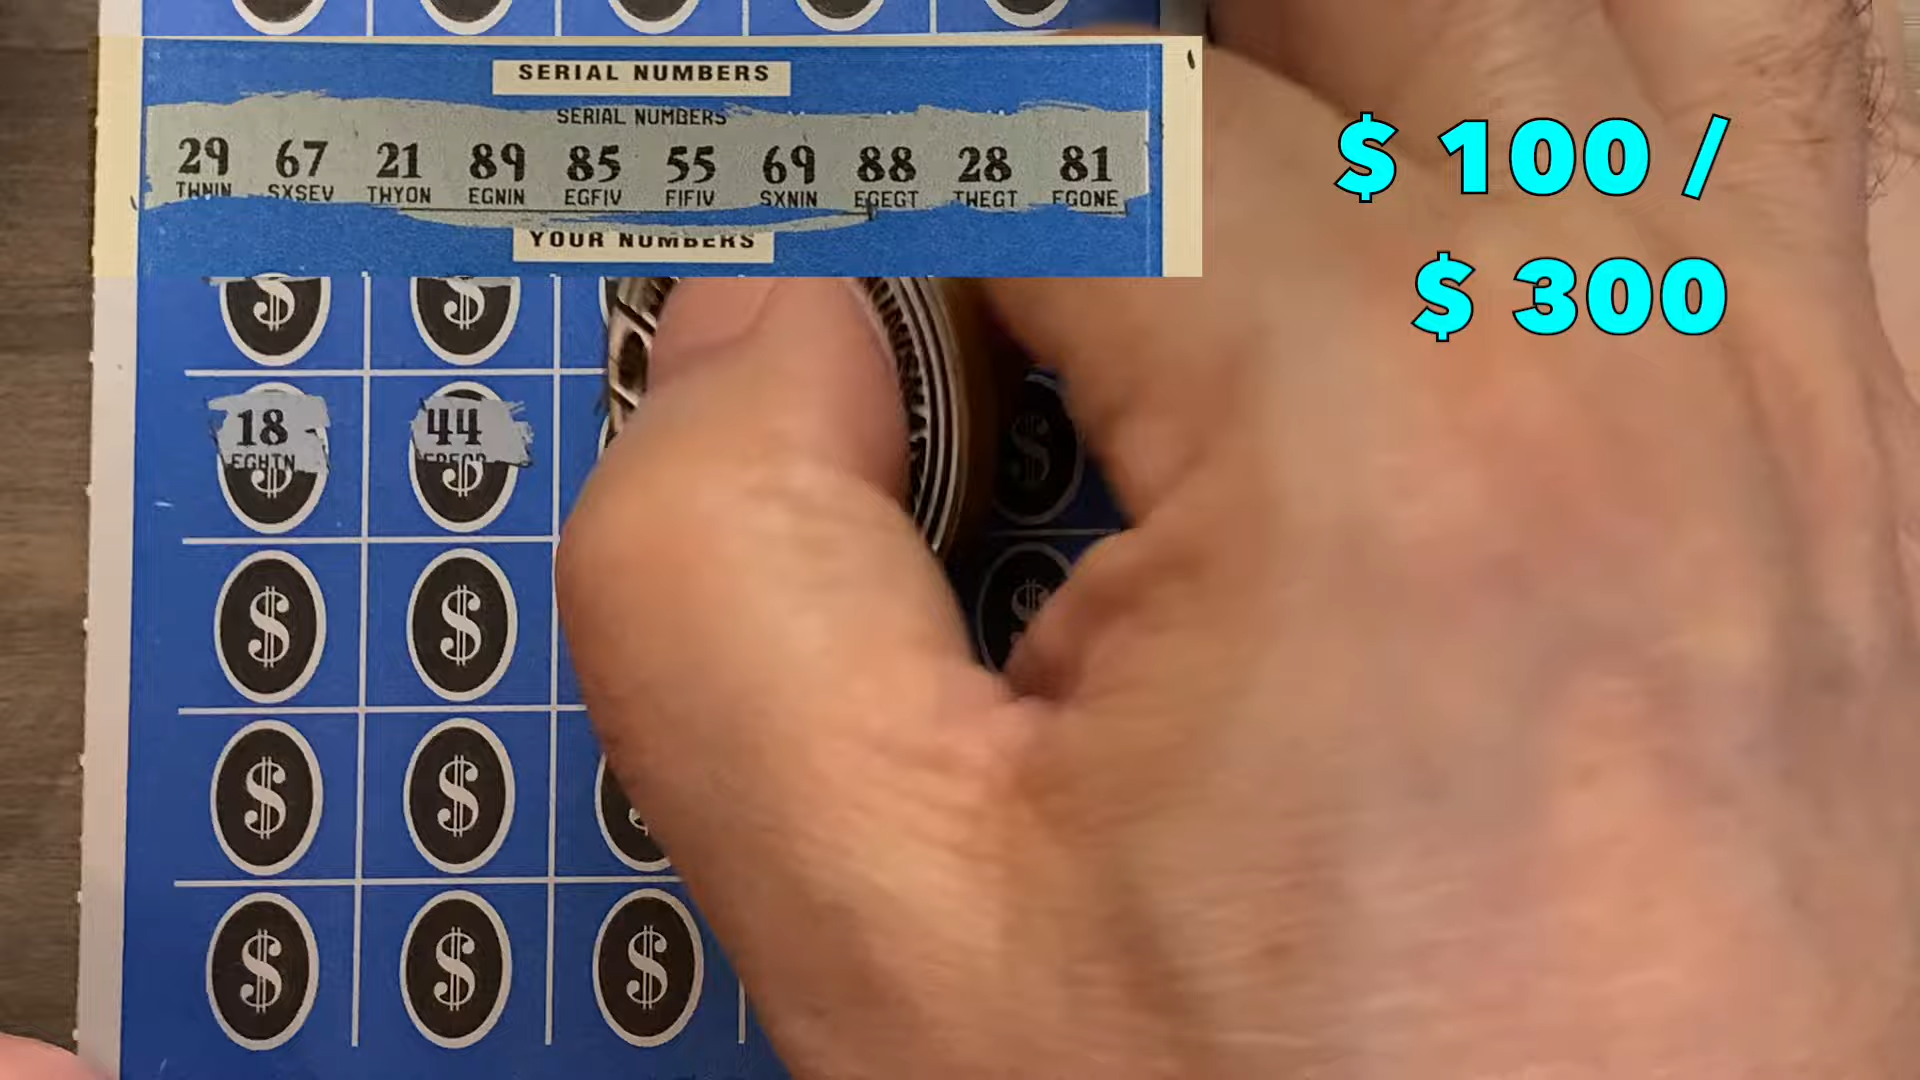 SERIAL NUMBERS
SERIAL NUMBERS
29 67 21 89 85 55 69 88 28 81
THNIN SXSEV THYON EGNIN EGFIV FIFIV SXNIN EGEGT THEGT EGONE
YOUR NUMBERS
18 44
EGHTN
$ 100 /
$ 300